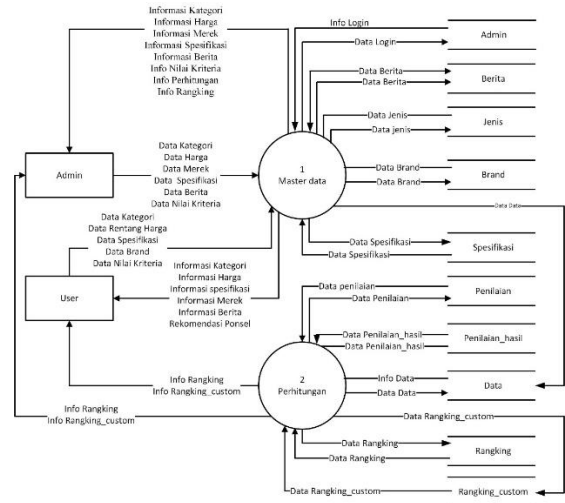 Informasi Kategori
Informasi Harga
Informasi Merek
Informasi Spesifikasi
Informasi Berita
Info Nilai Kriteria
Info Perhitungan
Info Rangking
Info Login
Data Login
Admin
Data Berita
Data Berita
Berita
Data Jenis
Data jenis
Jenis
Data Kategori
Data Harga
Data Merek
Data Spesifikasi
Data Berita
Data Nilai Kriteria
Admin
1
Master data
Data Brand
Data Brand
Brand
Data Data
Data Kategori
Data Rentang Harga
Data Spesifikasi
Data Brand
Data Nilai Kriteria
Data Spesifikasi
Data Spesifikasi
Spesifikasi
User
Informasi Kategori
Informasi Harga
Informasi spesifikasi
Informasi Merek
Informasi Berita
Rekomendasi Ponsel
Data penilaian
Data Penilaian
Penilaian
Data Penilaian_hasil
Data Penilaian_hasil
Penilaian_hasil
2
Perhitungan
Info Data
Data Data
Data
Info Rangking
Info Rangking_custom
Info Rangking
Info Rangking_custom
Data Rangking_custom
Data Rangking
Data Rangking
Rangking
Data Rangking_custom
Rangking_custom